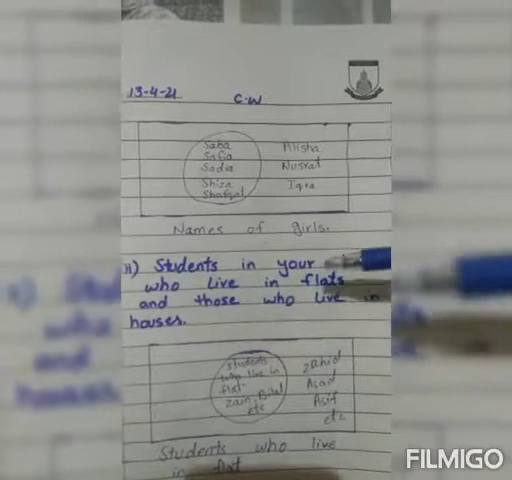 13-4-21 C.W
Saba Alisha
Safia
Sadia Nusrat
Shiza Iqra
Shafqat
Names of girls.
ii) Students in your
who live in flats
and those who live in
houses.
students Zahid
who live in
flat Asad
Zain, Bilal Asif
etc etc
Students who live
in flat
FILMIGO